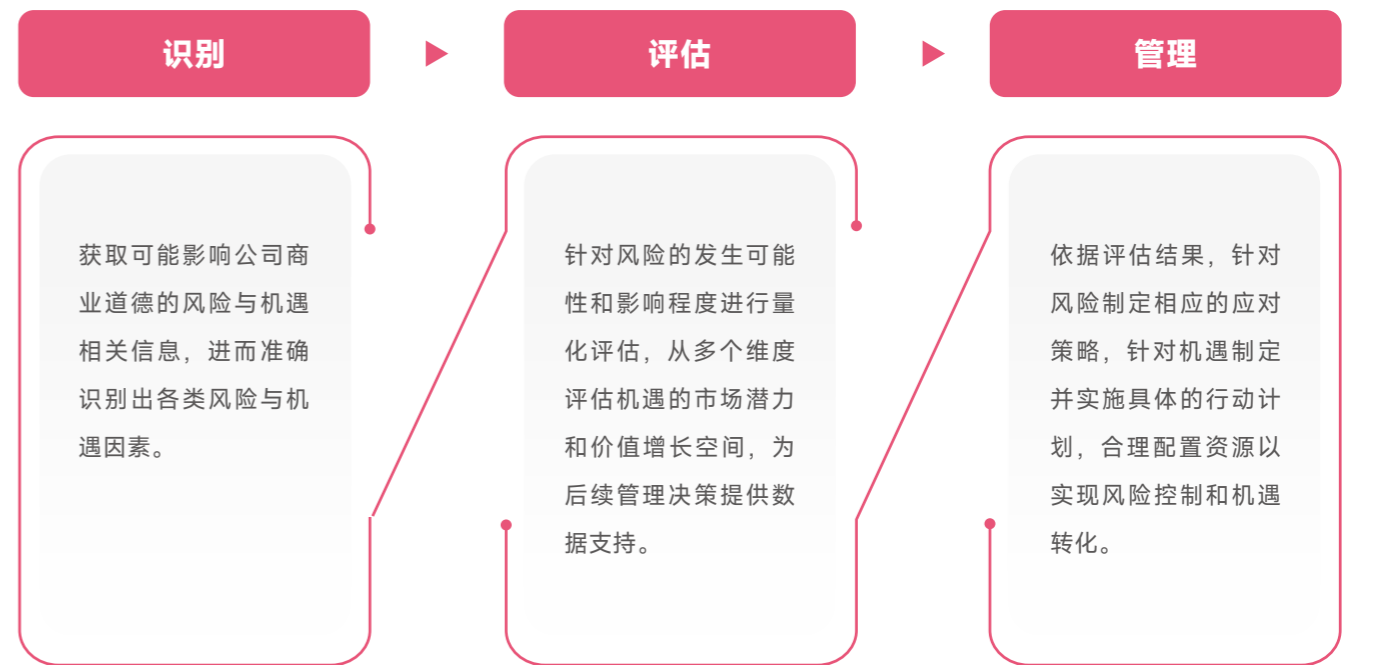 识别
评估
管理
获取可能影响公司商
业道德的风险与机遇
相关信息，进而准确
识别出各类风险与机
遇因素。
针对风险的发生可能
性和影响程度进行量
化评估，从多个维度
评估机遇的市场潜力
和价值增长空间，为
后续管理决策提供数
据支持。
依据评估结果，针对
风险制定相应的应对
策略，针对机遇制定
并实施具体的行动计
划，合理配置资源以
实现风险控制和机遇
转化。